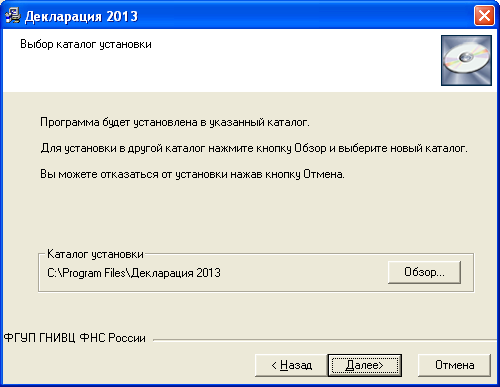 Декларация 2013
Выбор каталог установки
Программа будет установлена в указанный каталог.
Для установки в другой каталог нажмите кнопку Обзор и выберите новый каталог.
Вы можете отказаться от установки нажав кнопку Отмена.
Каталог установки
C:\Program Files\Декларация 2013
Обзор...
ФГУП ГНИВЦ ФНС России
< Назад
Далее>
Отмена